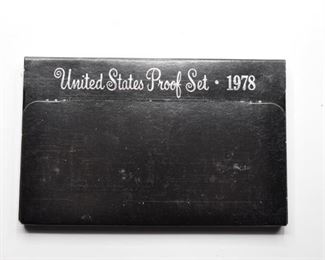 United States Proof Set · 1978